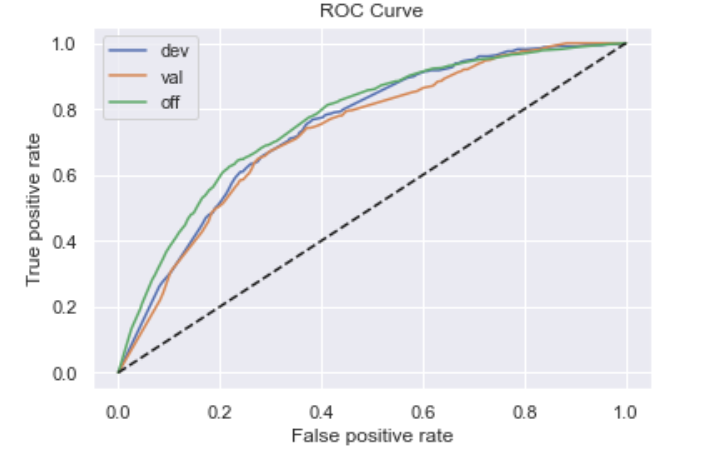 ROC Curve
1.0
0.8
0.6
0.4
0.2
0.0
True positive rate
dev
val
off
0.0 0.2 0.4 0.6 0.8 1.0
False positive rate